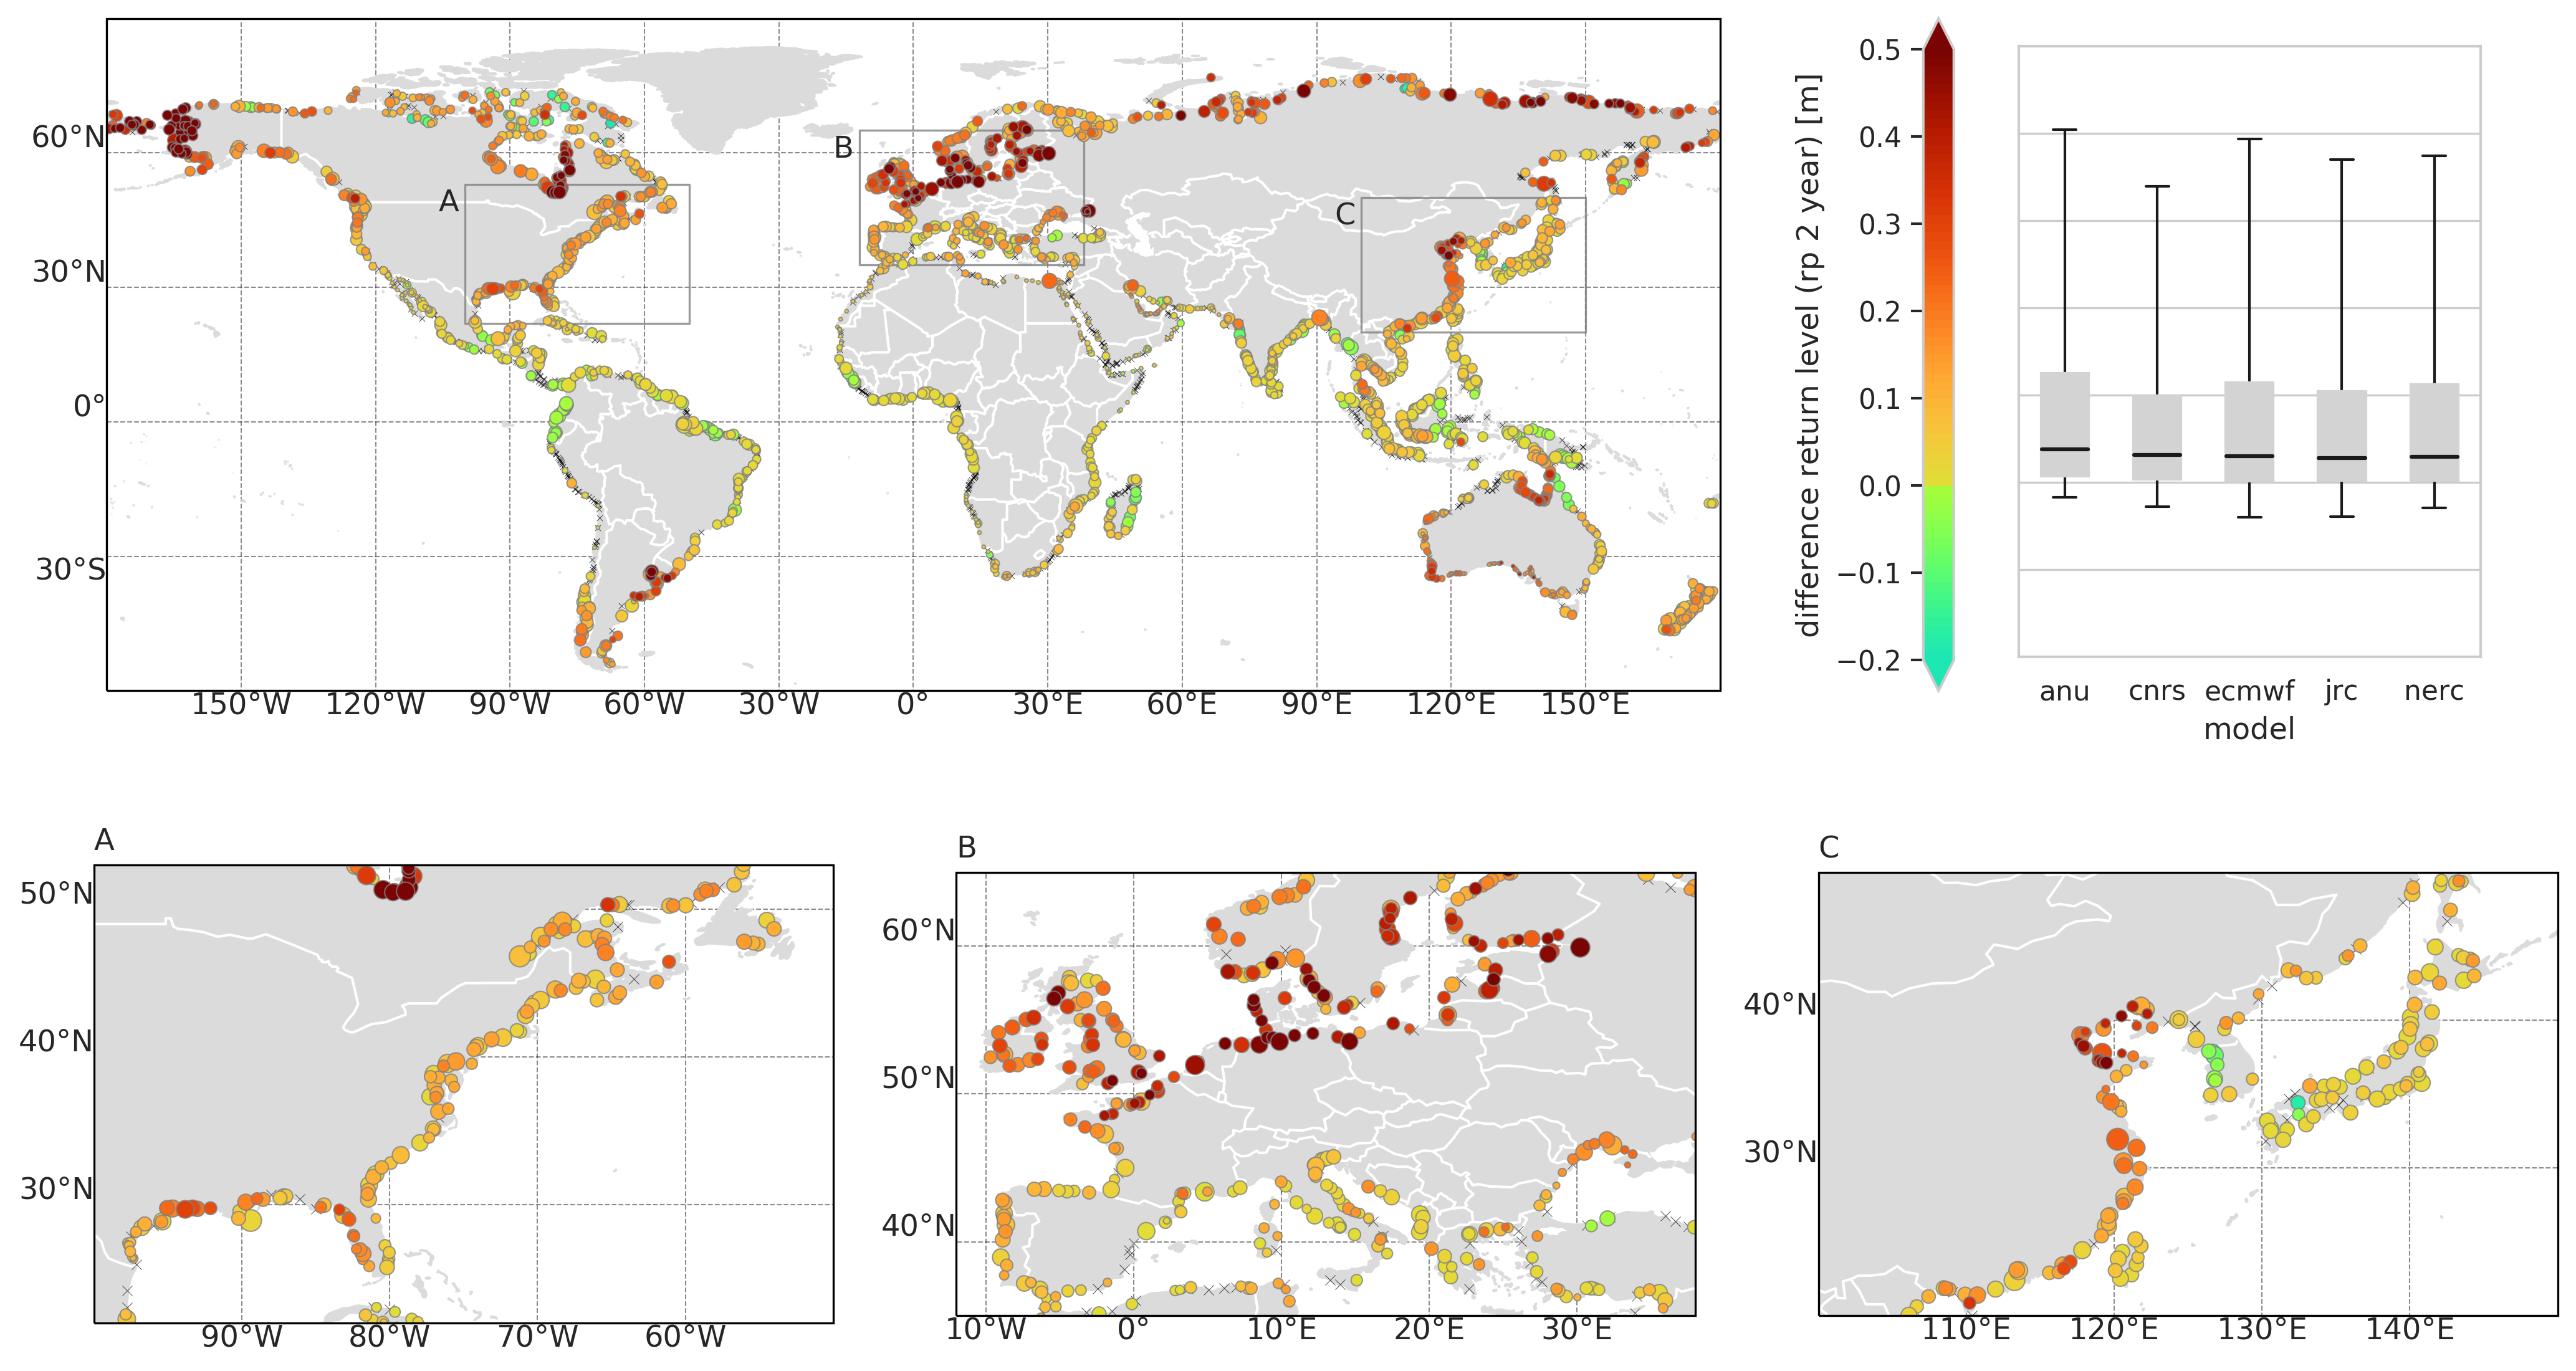 60°N
30°N
0°
30°S
150°W 120°W 90°W 60°W 30°W 0° 30°E 60°E 90°E 120°E 150°E
A
B
C
difference return level (rp 2 year) [m]
0.5
0.4
0.3
0.2
0.1
0.0
−0.1
−0.2
anu cnrs ecmwf jrc nerc
model
A
50°N
40°N
30°N
90°W 80°W 70°W 60°W
B
60°N
50°N
40°N
10°W 0° 10°E 20°E 30°E
C
40°N
30°N
110°E 120°E 130°E 140°E